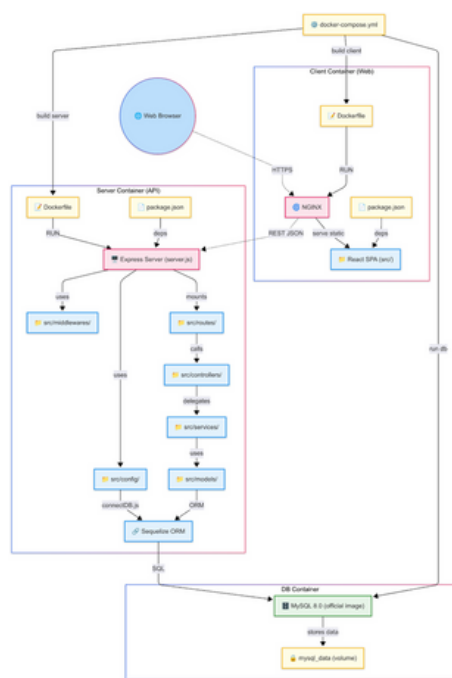 docker-compose.yml
build client
Client Container (Web)
Dockerfile
Web Browser
build server
HTTPS
RUN
Server Container (API)
Dockerfile
package.json
NGINX
package.json
RUN
deps
REST JSON
serve static
deps
Express Server (server.js)
React SPA (src/)
uses
mounts
src/middlewares/
src/routes/
calls
run db
src/controllers/
uses
delegates
src/services/
uses
src/config/
src/models/
connectDB.js
ORM
Sequelize ORM
SQL
DB Container
MySQL 8.0 (official image)
stores data
mysql_data (volume)